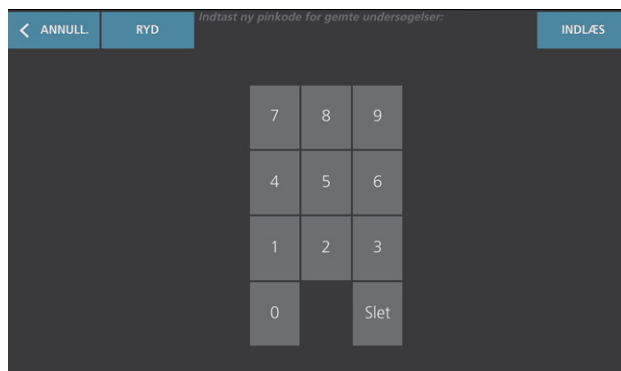 ANNULL.
RYD
Indtast ny pinkode for gemte undersøgelser:
INDLÆS
7 8 9
4 5 6
1 2 3
0 Slet